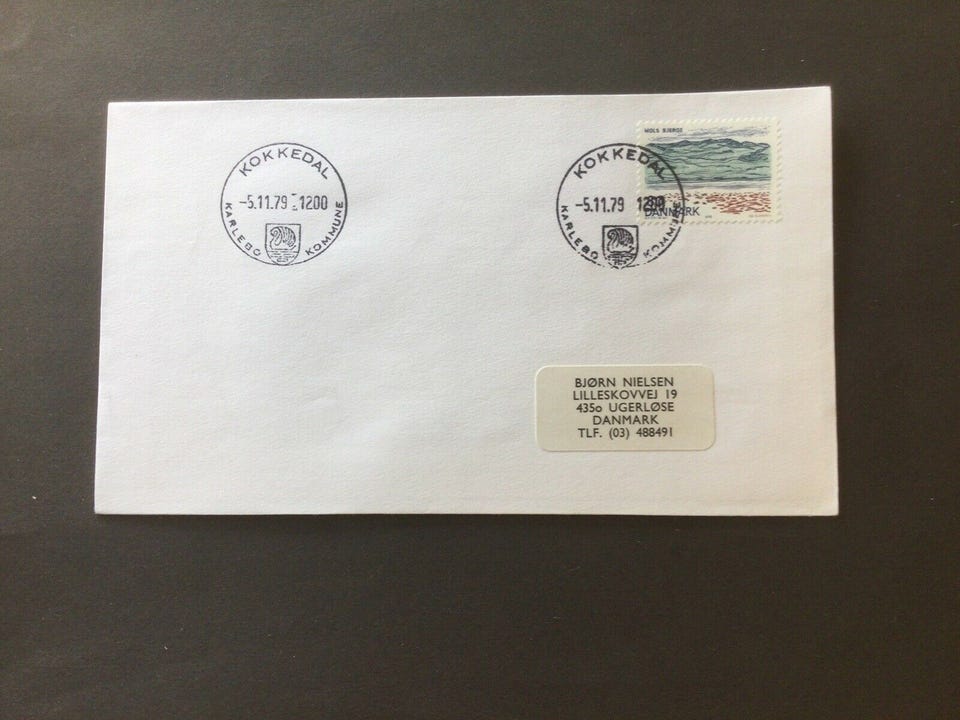 KOKKEDAL
-5.11.79 -1200
KARLEBO KOMMUNE
KOKKEDAL
-5.11.79 1200
KARLEBO KOMMUNE
MOLS BJERGE
DANMARK
BJØRN NIELSEN
LILLESKOVVEJ 19
435o UGERLØSE
DANMARK
TLF. (03) 488491